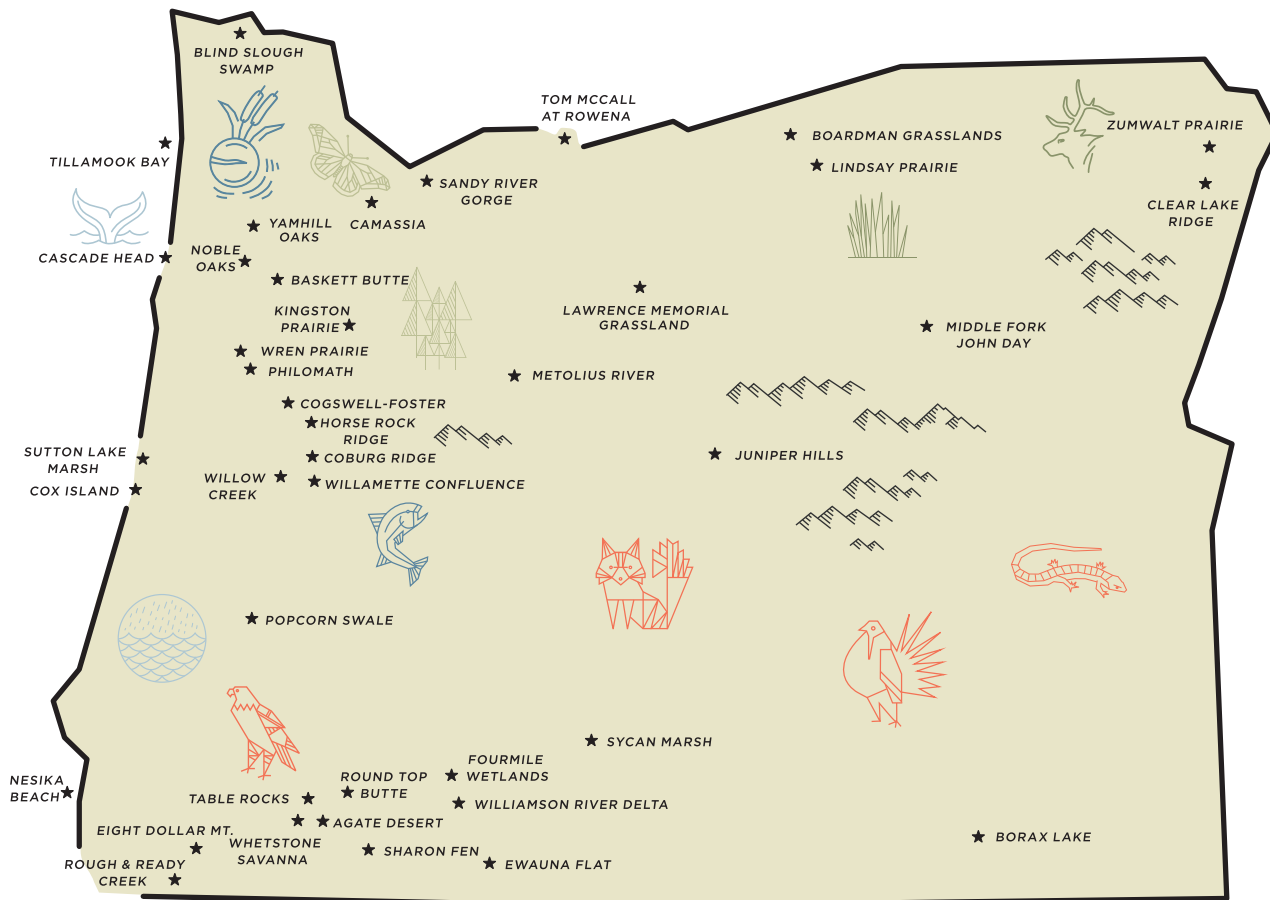 BLIND SLOUGH
SWAMP
TOM MCCALL
AT ROWENA
TILLAMOOK BAY
BOARDMAN GRASSLANDS
LINDSAY PRAIRIE
ZUMWALT PRAIRIE
CLEAR LAKE
RIDGE
SANDY RIVER
GORGE
CAMASSIA
YAMHILL
OAKS
CASCADE HEAD
NOBLE
OAKS
BASKETT BUTTE
KINGSTON
PRAIRIE
LAWRENCE MEMORIAL
GRASSLAND
MIDDLE FORK
JOHN DAY
WREN PRAIRIE
PHILOMATH
METOLIUS RIVER
COGSWELL-FOSTER
HORSE ROCK
RIDGE
COBURG RIDGE
SUTTON LAKE
MARSH
COX ISLAND
WILLOW
CREEK
WILLAMETTE CONFLUENCE
JUNIPER HILLS
POPCORN SWALE
SYCAN MARSH
FOURMILE
WETLANDS
NESIKA
BEACH
ROUND TOP
BUTTE
TABLE ROCKS
WILLIAMSON RIVER DELTA
AGATE DESERT
EIGHT DOLLAR MT.
WHETSTONE
SAVANNA
SHARON FEN
EWAUNA FLAT
ROUGH & READY
CREEK
BORAX LAKE